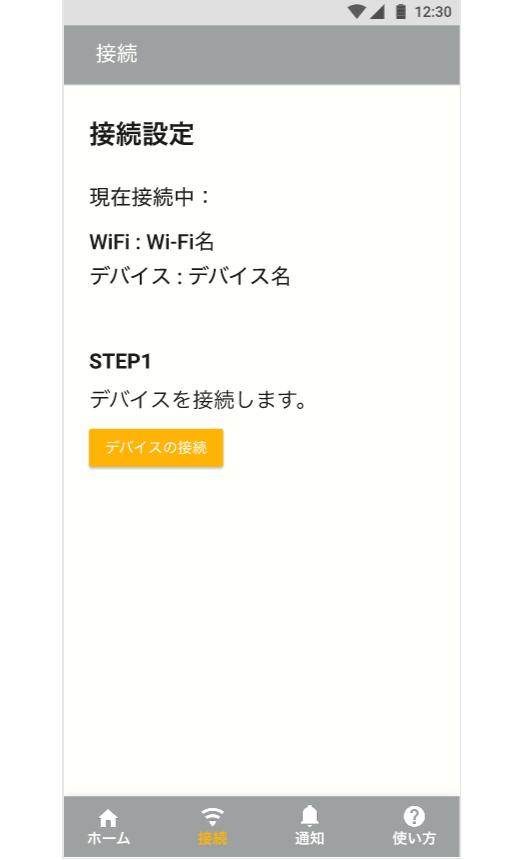 12:30
接続
接続設定
現在接続中：
WiFi : Wi-Fi名
デバイス : デバイス名
STEP1
デバイスを接続します。
デバイスの接続
ホーム 接続 通知 使い方